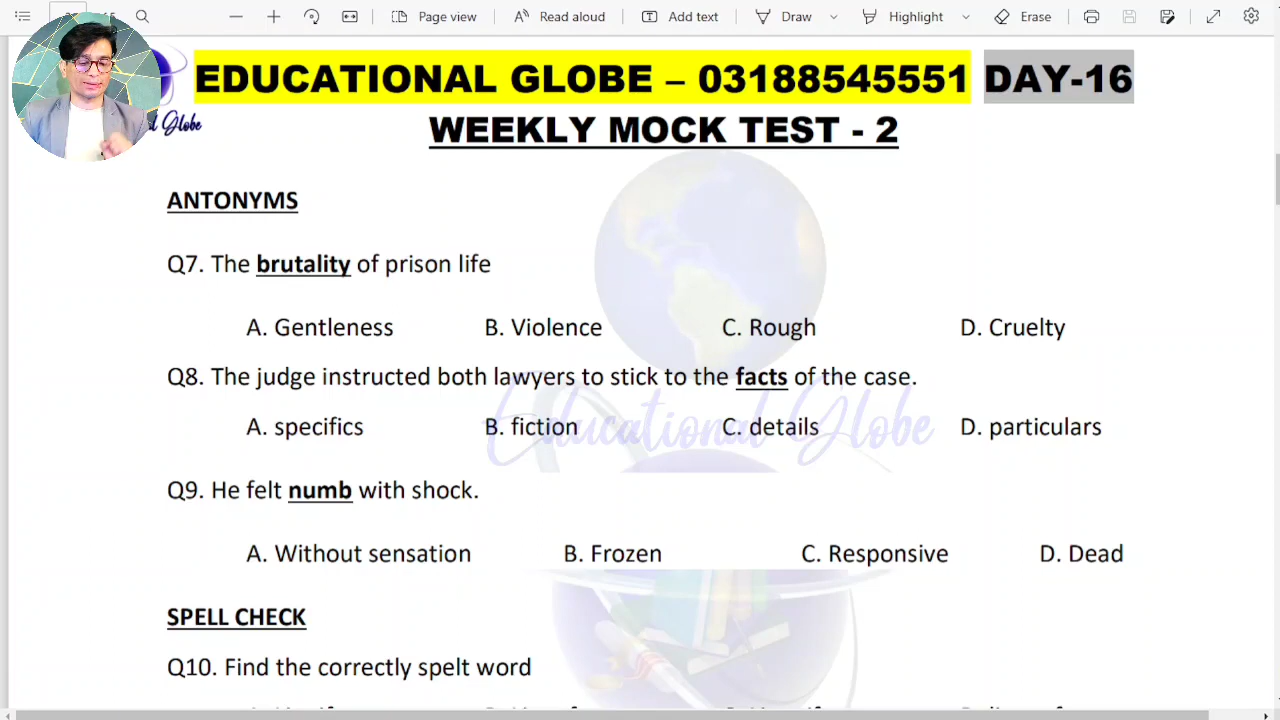 Page view Read aloud Add text Draw Highlight Erase
EDUCATIONAL GLOBE – 03188545551 DAY-16
Globe
WEEKLY MOCK TEST - 2
ANTONYMS
Q7. The brutality of prison life
A. Gentleness B. Violence C. Rough D. Cruelty
Q8. The judge instructed both lawyers to stick to the facts of the case.
Educational Globe
A. specifics B. fiction C. details D. particulars
Q9. He felt numb with shock.
A. Without sensation B. Frozen C. Responsive D. Dead
SPELL CHECK
Q10. Find the correctly spelt word